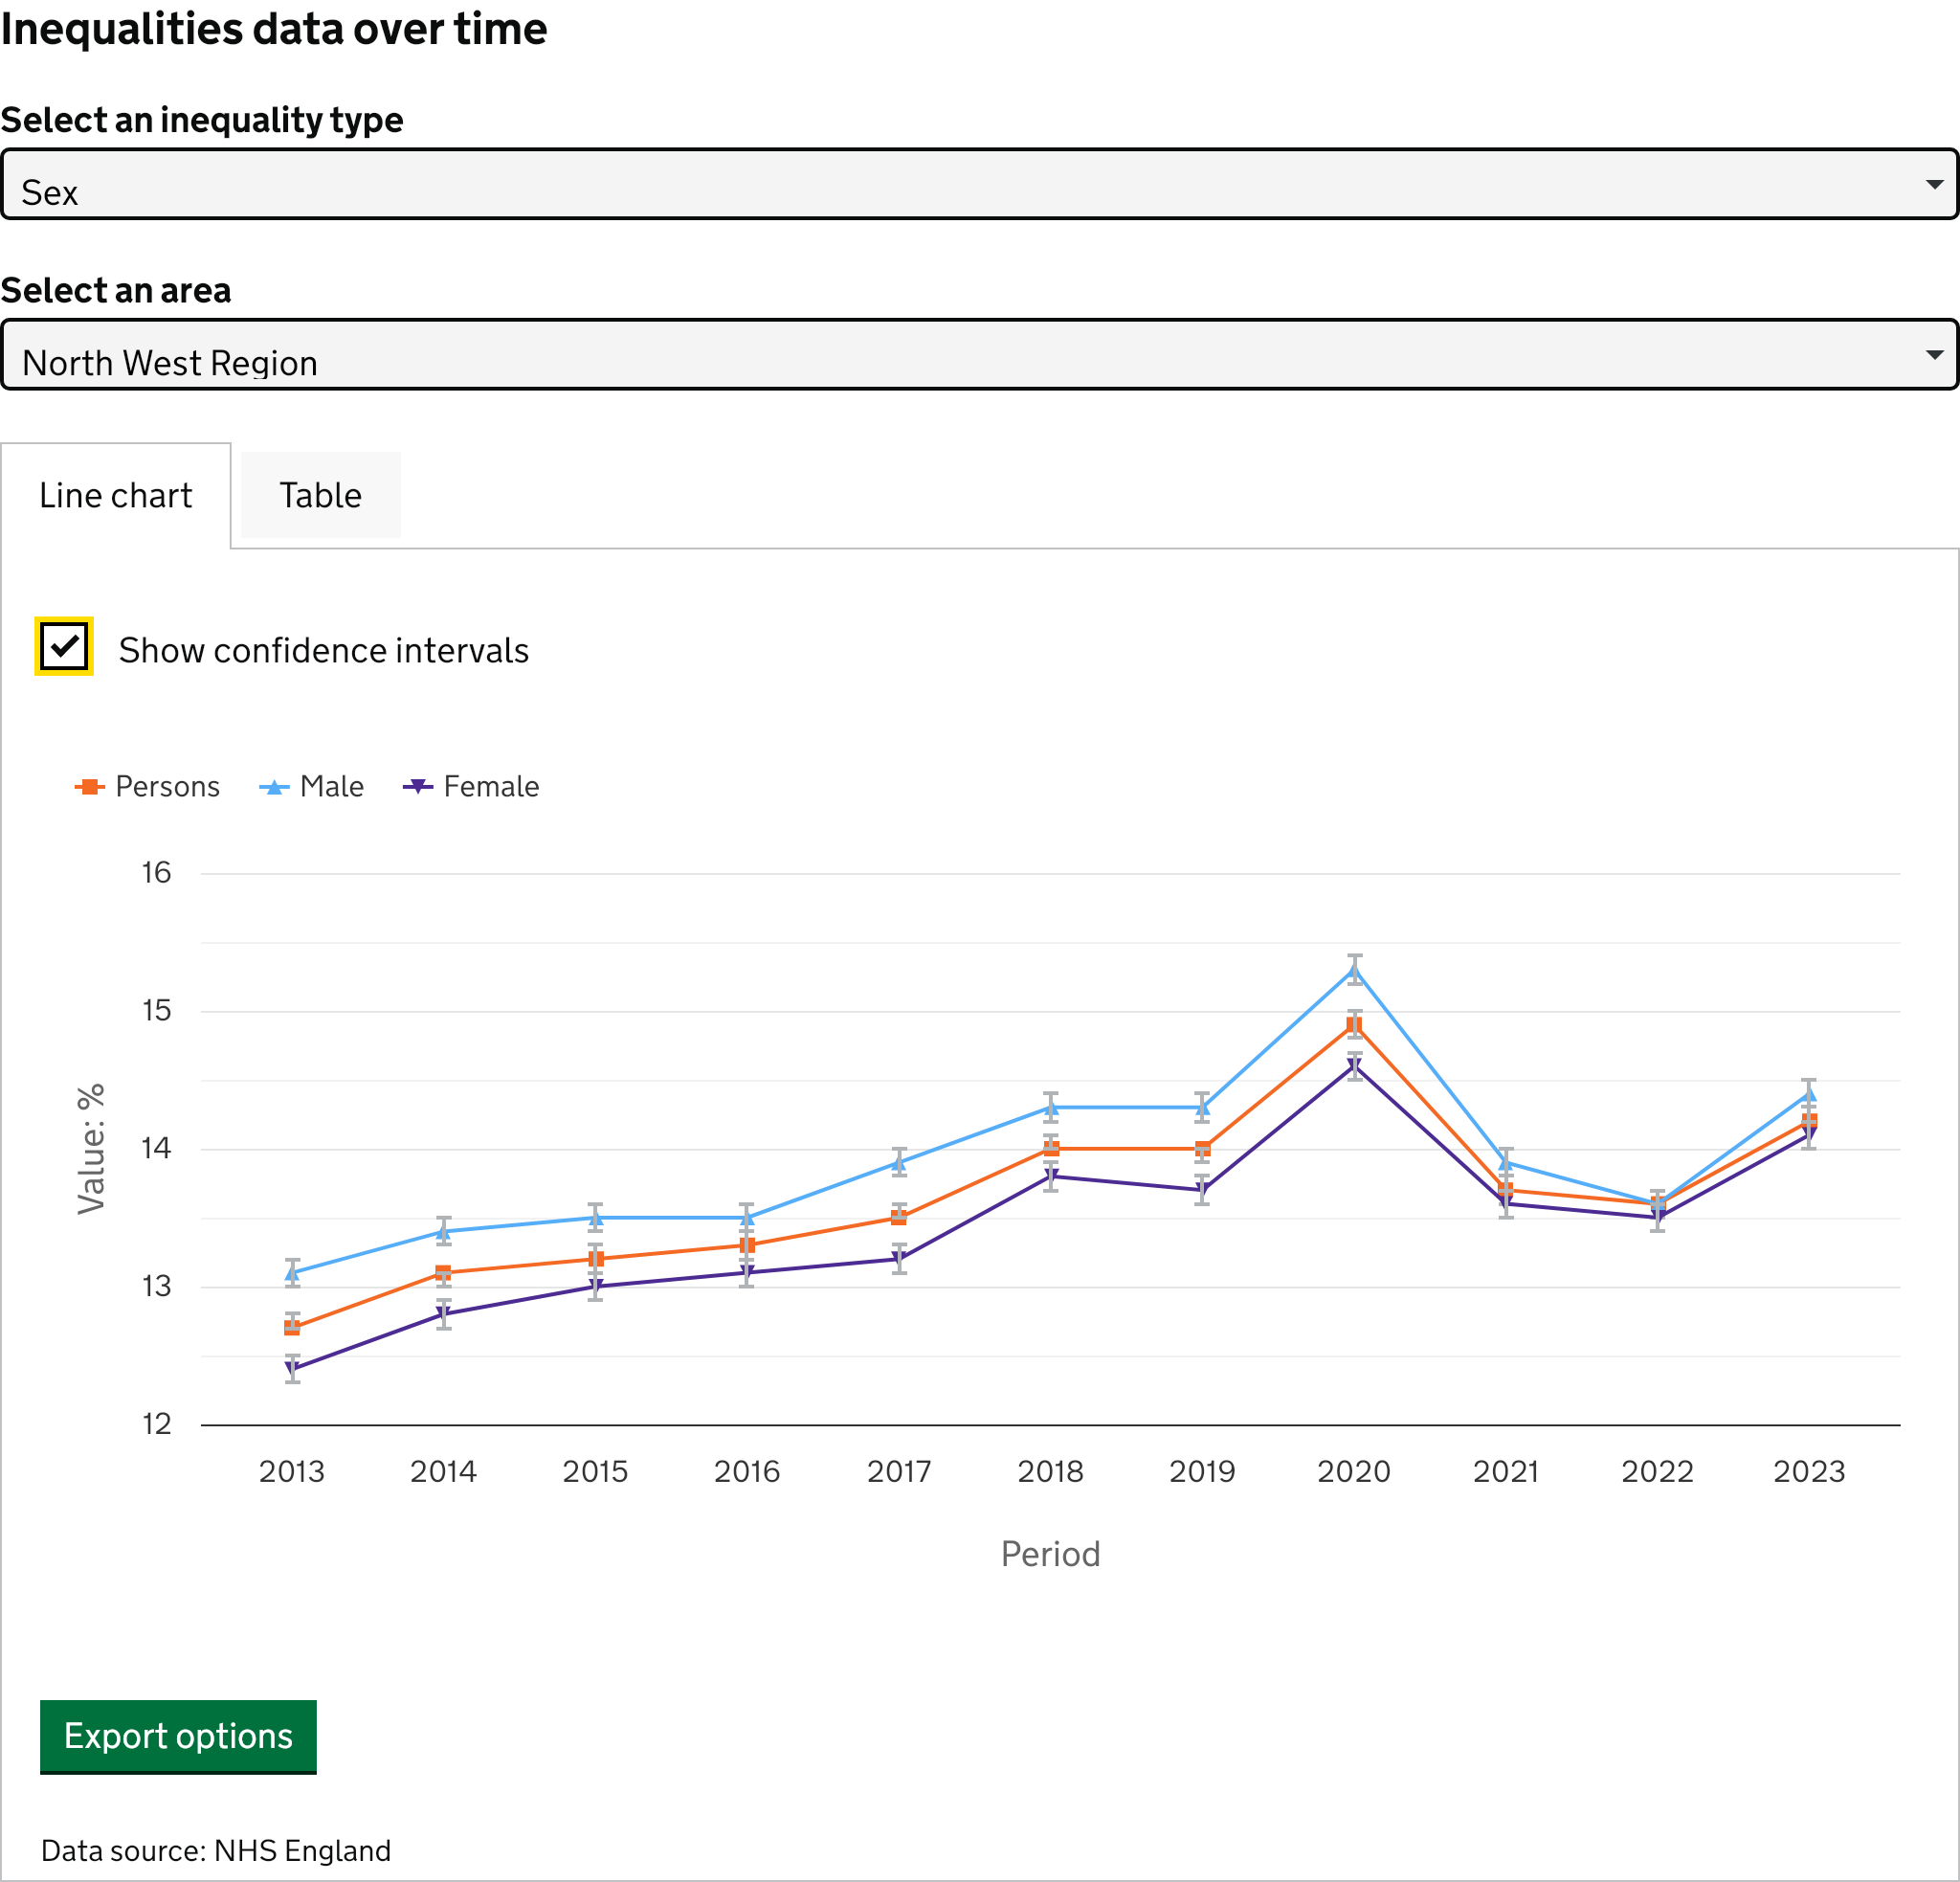 Inequalities data over time
Select an inequality type
Sex
Select an area
North West Region
Line chart Table
Show confidence intervals
Persons Male Female
16
15
14
13
12
Value: %
2013 2014 2015 2016 2017 2018 2019 2020 2021 2022 2023
Period
Export options
Data source: NHS England